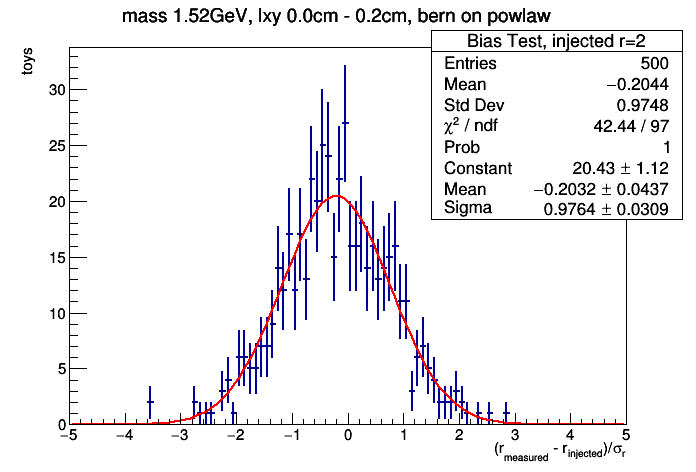 mass 1.52GeV, lxy 0.0cm - 0.2cm, bern on powlaw
Bias Test, injected r=2
Entries 500
Mean −0.2044
Std Dev 0.9748
χ² / ndf 42.44 / 97
Prob 1
Constant 20.43 ± 1.12
Mean −0.2032 ± 0.0437
Sigma 0.9764 ± 0.0309
toys
30
25
20
15
10
5
0
−5 −4 −3 −2 −1 0 1 2 3 4 5
(r_measured - r_injected)/σ_r